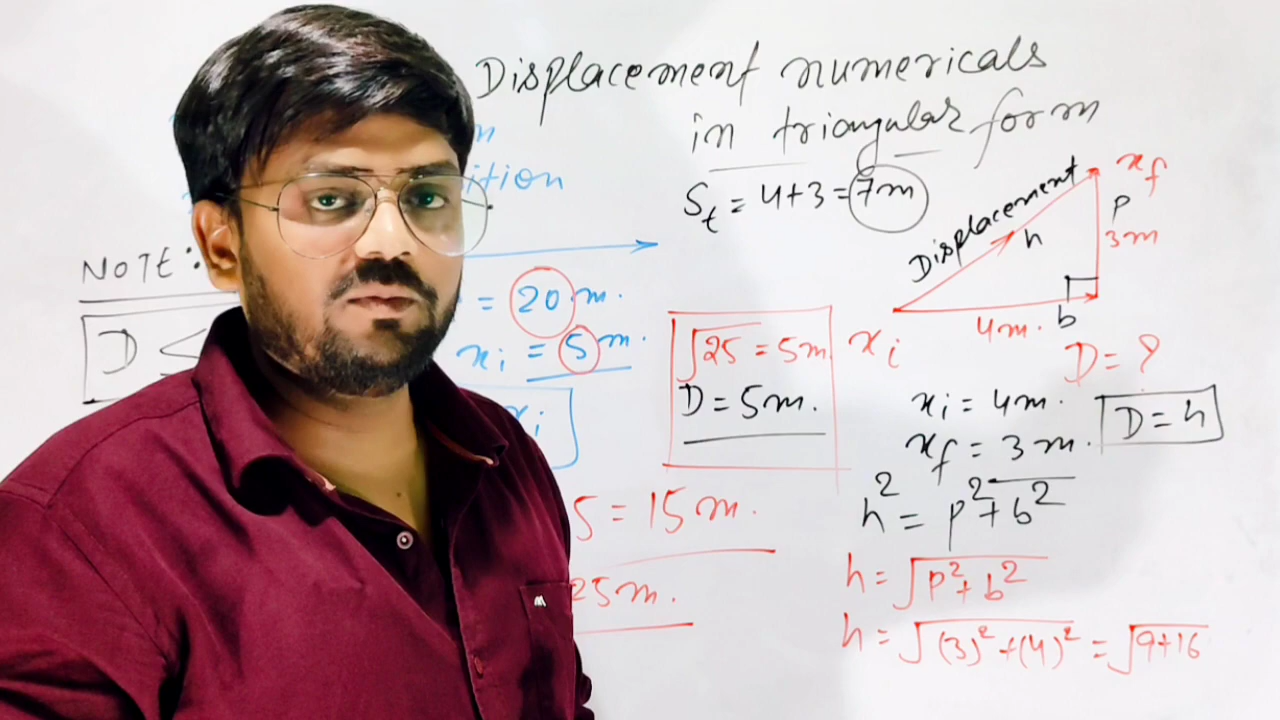 Displacement numericals
in triangular form
S_t = 4+3 = 7m
NOTE:
D ≤
= 20 m.
x_i = 5 m.
x_i
5 = 15 m.
25 m.
√25 = 5m
D = 5m.
x_f
P
3m
Displacement
h
x_i
4m.
b
D = ?
x_i = 4m.
x_f = 3 m.
D = h
h² = p² + b²
h = √p² + b²
h = √(3)² + (4)² = √9+16